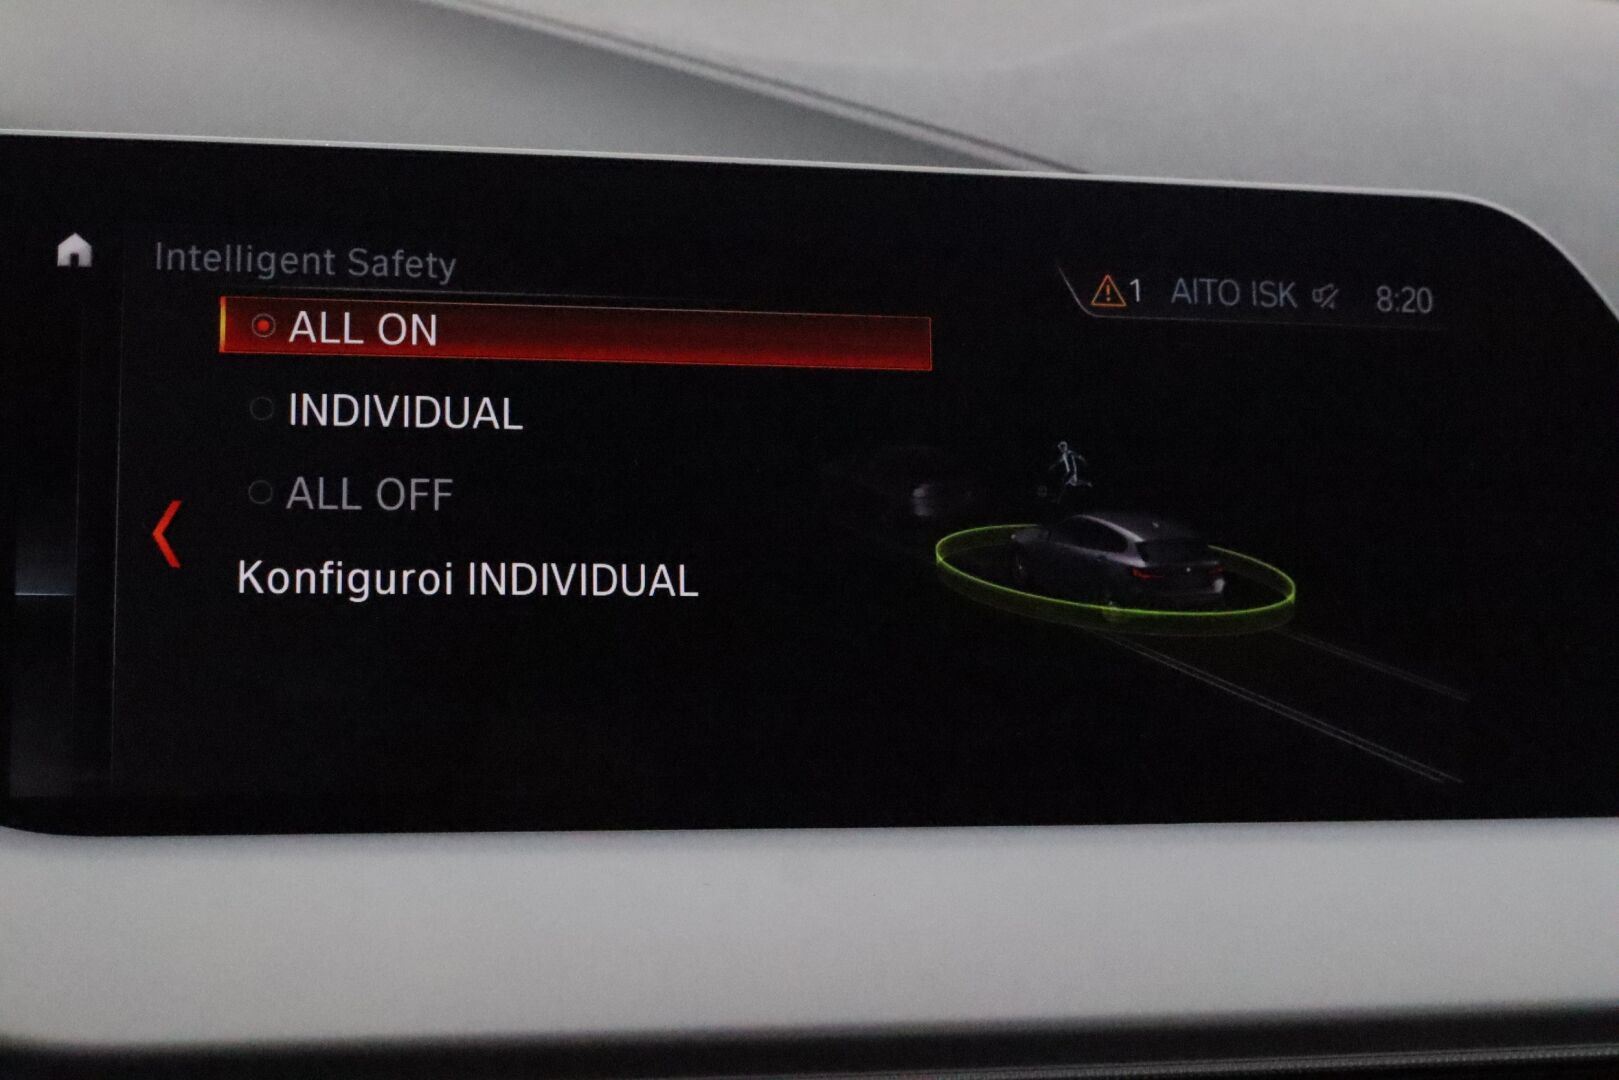 Intelligent Safety
1 AITO ISK 8:20
ALL ON
INDIVIDUAL
ALL OFF
Konfiguroi INDIVIDUAL